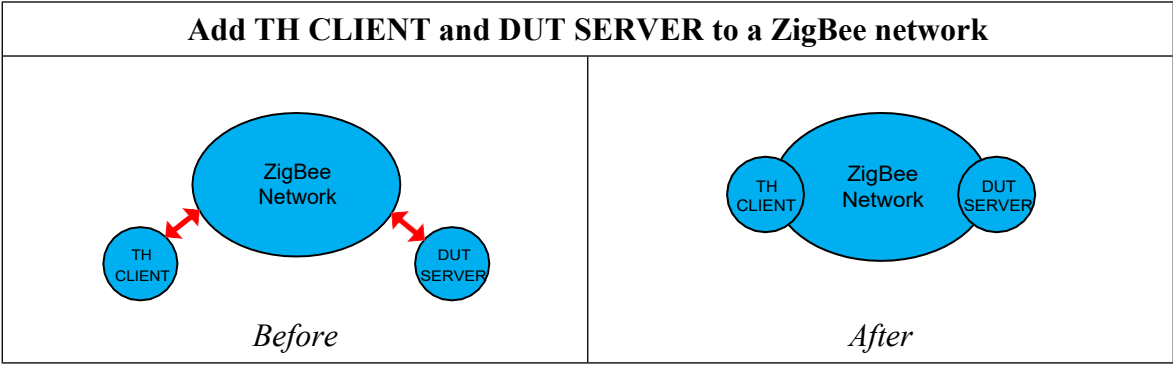 Add TH CLIENT and DUT SERVER to a ZigBee network
ZigBee
Network
TH
CLIENT
DUT
SERVER
Before
ZigBee
Network
TH
CLIENT
DUT
SERVER
After